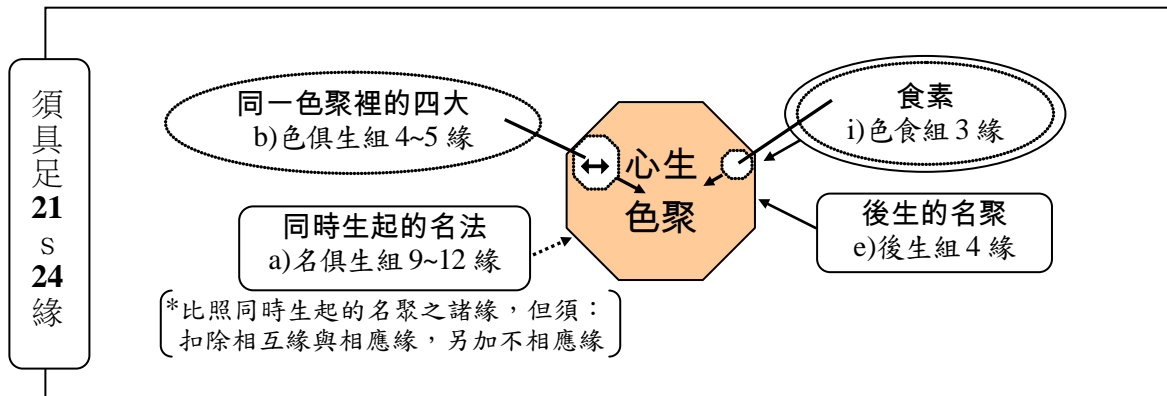 須具足21s24緣
同一色聚裡的四大
b)色俱生組 4~5 緣
食素
i)色食組 3 緣
心生
色聚
同時生起的名法
a)名俱生組 9~12 緣
後生的名聚
e)後生組 4 緣
*比照同時生起的名聚之諸緣，但須：
扣除相互緣與相應緣，另加不相應緣